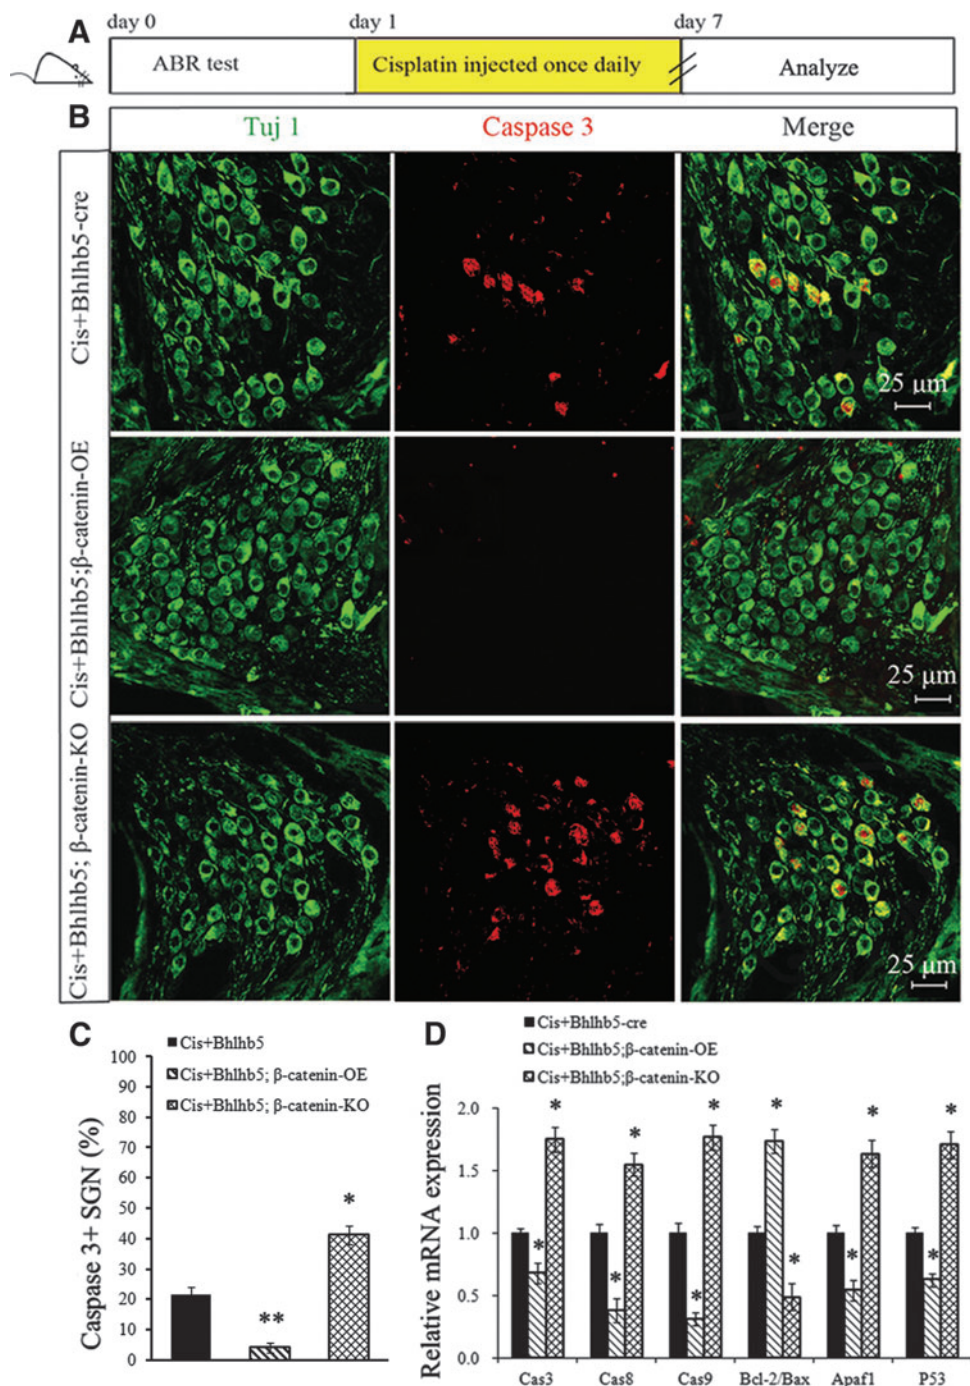 A
day 0
day 1
day 7
ABR test
Cisplatin injected once daily
Analyze
B
Tuj 1
Caspase 3
Merge
Cis+Bhlhb5-cre
25 μm
Cis+Bhlhb5;β-catenin-OE
25 μm
Cis+Bhlhb5; β-catenin-KO
25 μm
C
Cis+Bhlhb5
Cis+Bhlhb5; β-catenin-OE
Cis+Bhlhb5; β-catenin-KO
Caspase 3+ SGN (%)
100
90
80
70
60
50
40
30
20
10
0
**
*
D
Cis+Bhlhb5-cre
Cis+Bhlhb5;β-catenin-OE
Cis+Bhlhb5;β-catenin-KO
Relative mRNA expression
2.0
1.5
1.0
0.5
0.0
* * * * * * * * * * * *
Cas3 Cas8 Cas9 Bcl-2/Bax Apaf1 P53